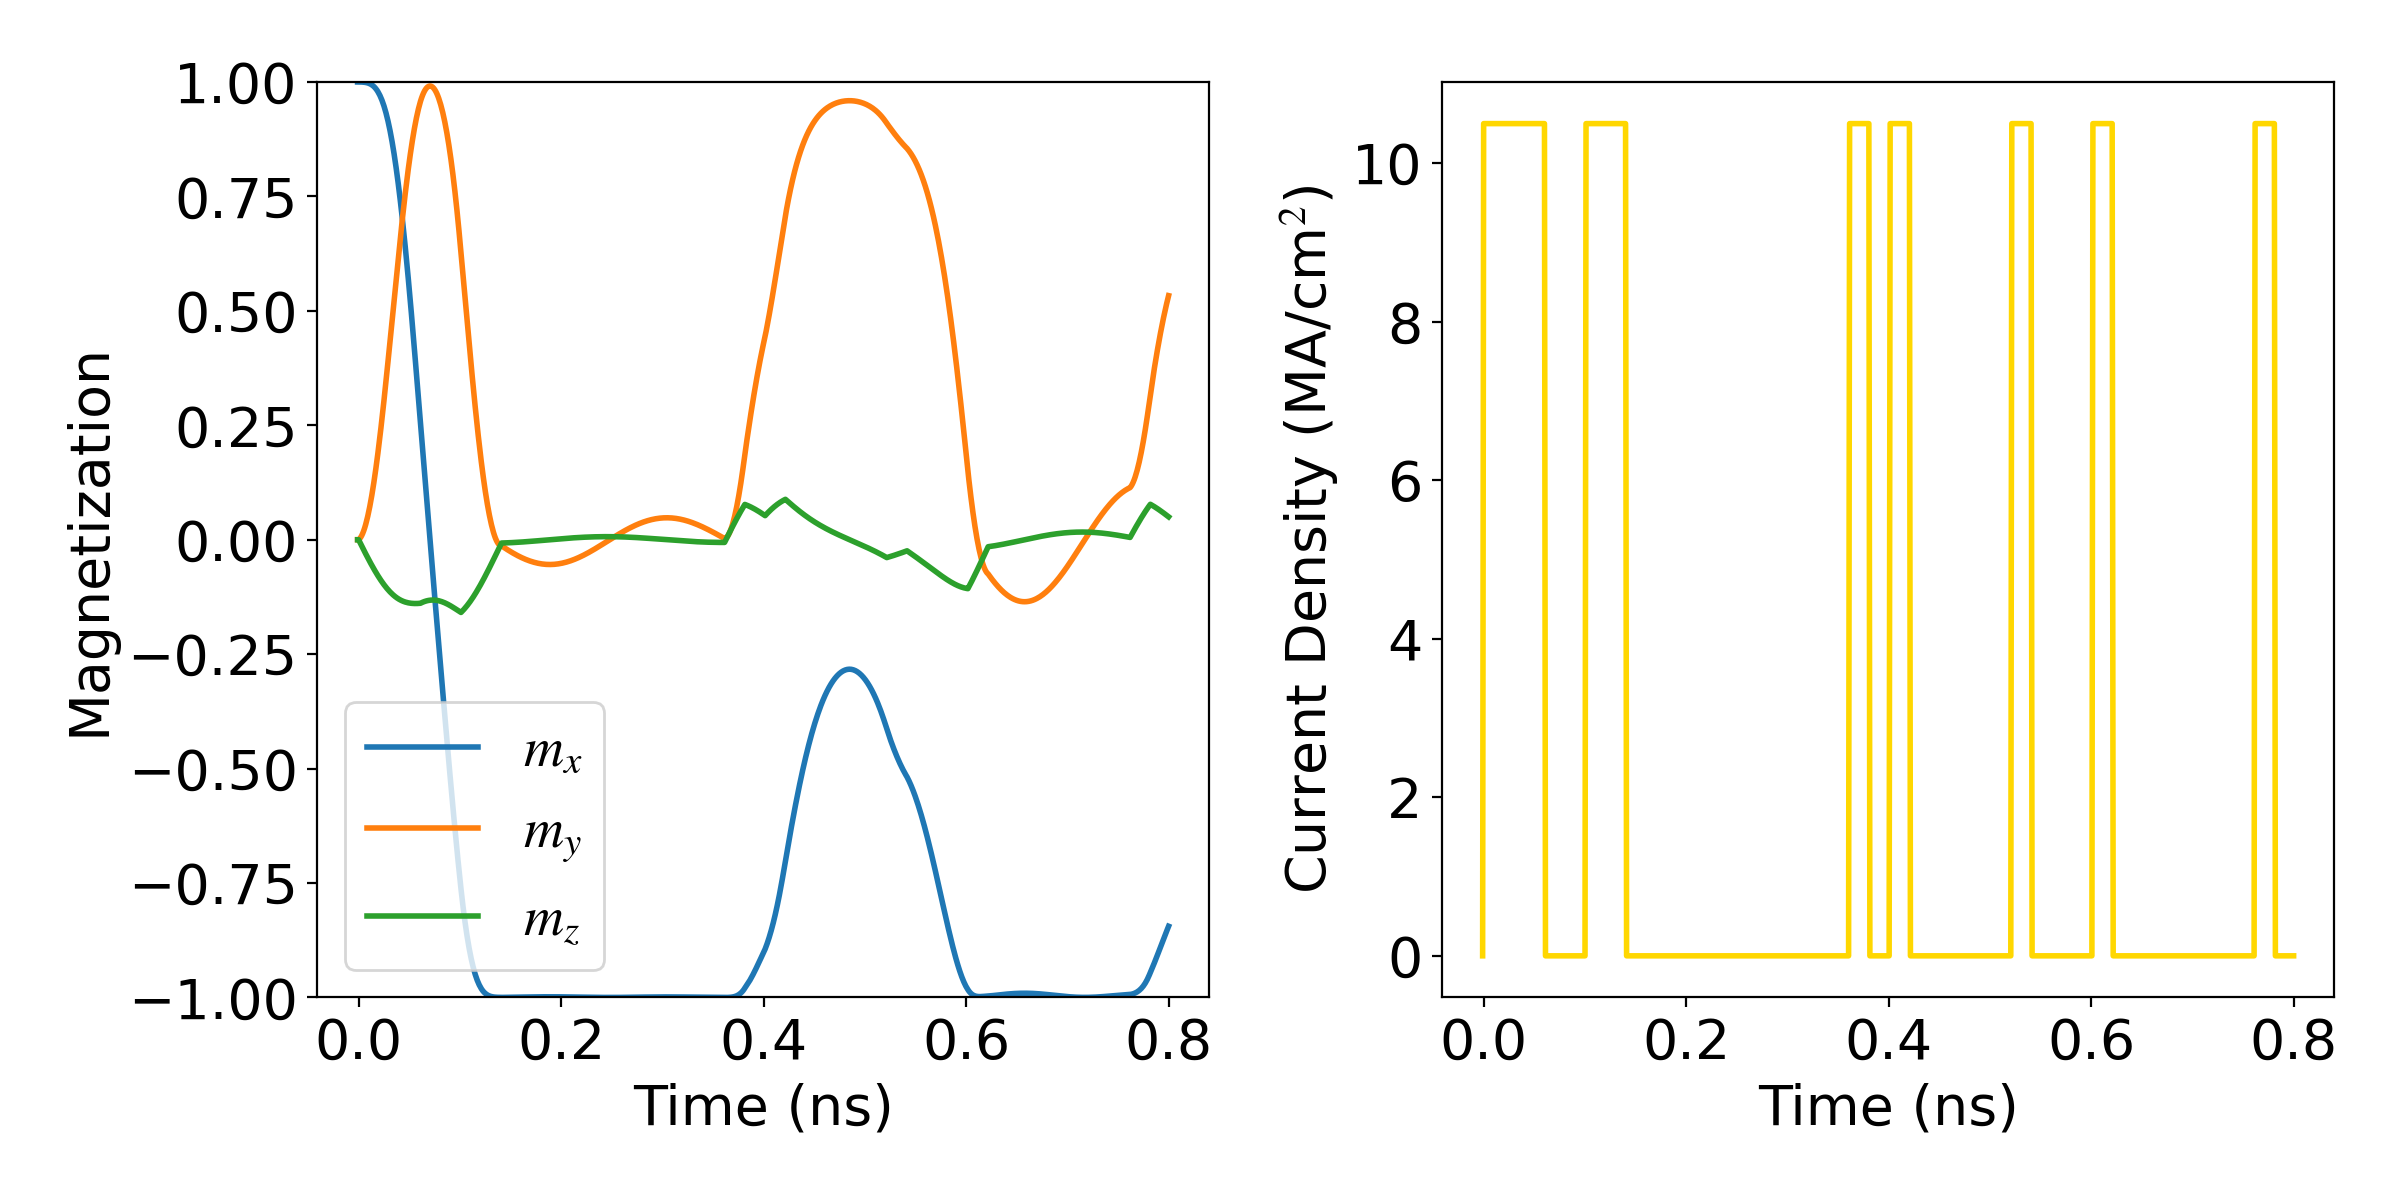 1.00
0.75
0.50
0.25
0.00
−0.25
−0.50
−0.75
−1.00
Magnetization
m_x
m_y
m_z
0.0 0.2 0.4 0.6 0.8
Time (ns)
10
8
6
4
2
0
Current Density (MA/cm²)
0.0 0.2 0.4 0.6 0.8
Time (ns)